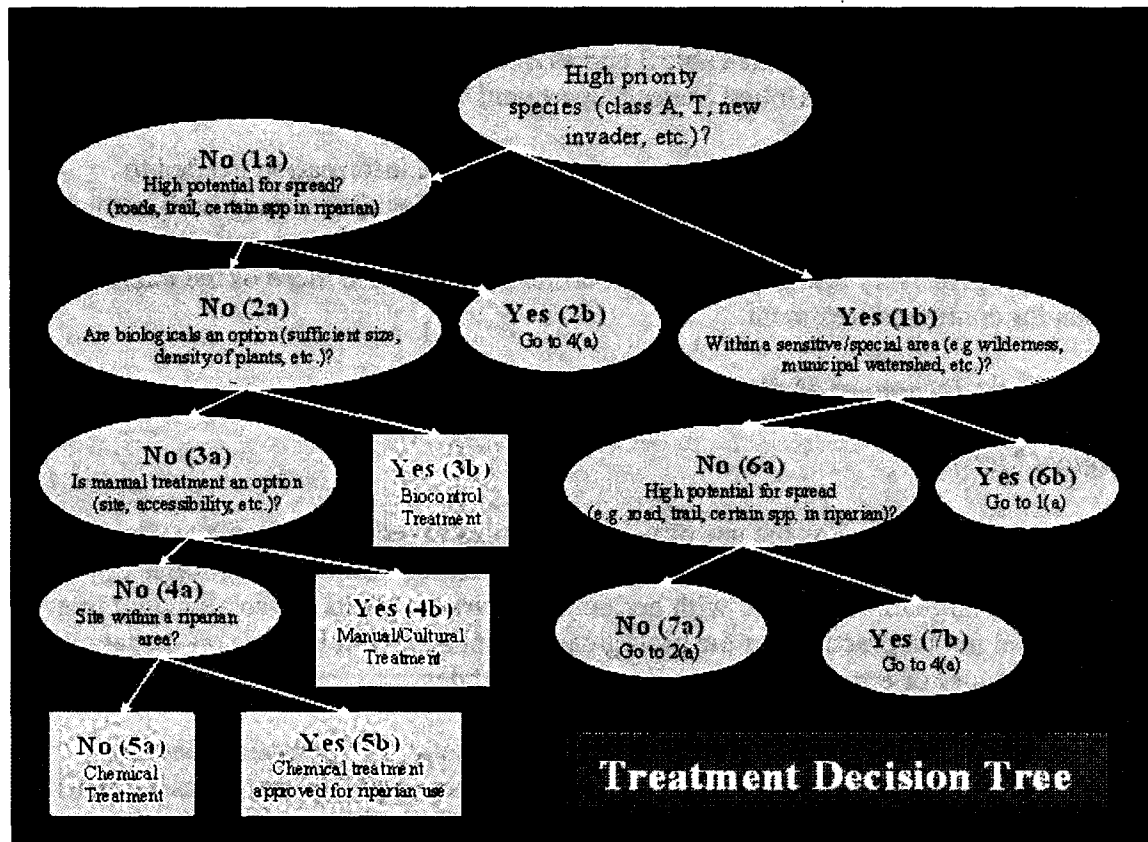 High priority
species (class A, T, new
invader, etc.)?
No (1a)
High potential for spread?
(roads, trail, certain spp in riparian)
No (2a)
Are biologicals an option (sufficient size,
density of plants, etc.)?
Yes (2b)
Go to 4(a)
Yes (1b)
Within a sensitive/special area (e.g wilderness,
municipal watershed, etc.)?
No (3a)
Is manual treatment an option
(site, accessibility, etc.)?
Yes (3b)
Biocontrol
Treatment
No (6a)
High potential for spread
(e.g. road, trail, certain spp. in riparian)?
Yes (6b)
Go to 1(a)
No (4a)
Site within a riparian
area?
Yes (4b)
Manual/Cultural
Treatment
No (7a)
Go to 2(a)
Yes (7b)
Go to 4(a)
No (5a)
Chemical
Treatment
Yes (5b)
Chemical treatment
approved for riparian use
Treatment Decision Tree